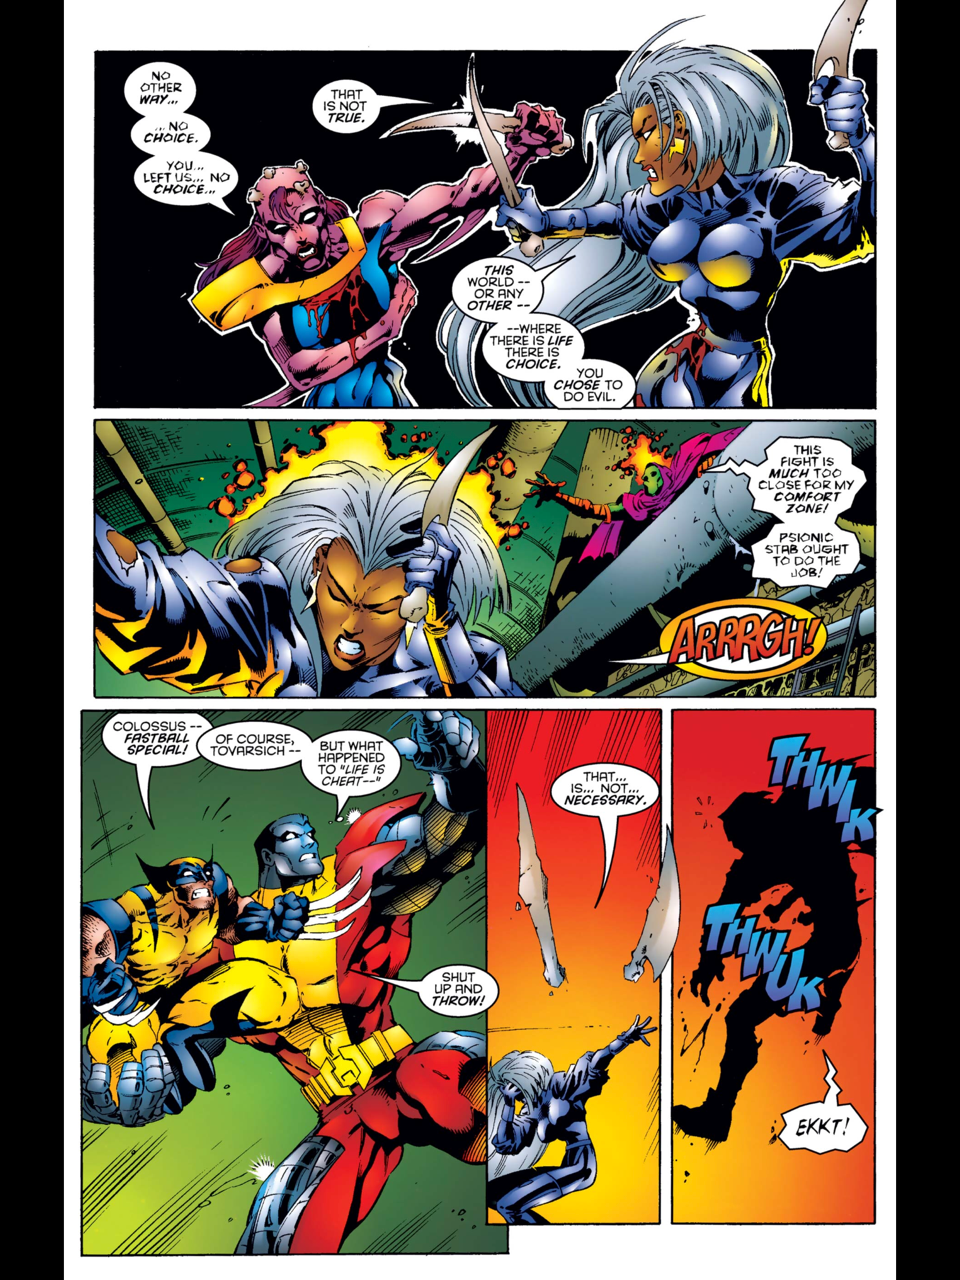 NO
OTHER
WAY...
... NO
CHOICE.
YOU...
LEFT US... NO
CHOICE...
THAT
IS NOT
TRUE.
THIS
WORLD --
OR ANY
OTHER --
--WHERE
THERE IS LIFE
THERE IS
CHOICE.
YOU
CHOSE TO
DO EVIL.
THIS
FIGHT IS
MUCH TOO
CLOSE FOR MY
COMFORT
ZONE!
PSIONIC
STAB OUGHT
TO DO THE
JOB!
ARRRGH!
COLOSSUS --
FASTBALL
SPECIAL!
OF COURSE,
TOVARSICH --
BUT WHAT
HAPPENED
TO "LIFE IS
CHEAT--"
SHUT
UP AND
THROW!
THAT...
IS... NOT...
NECESSARY.
THWIK
THWUK
EKKT!